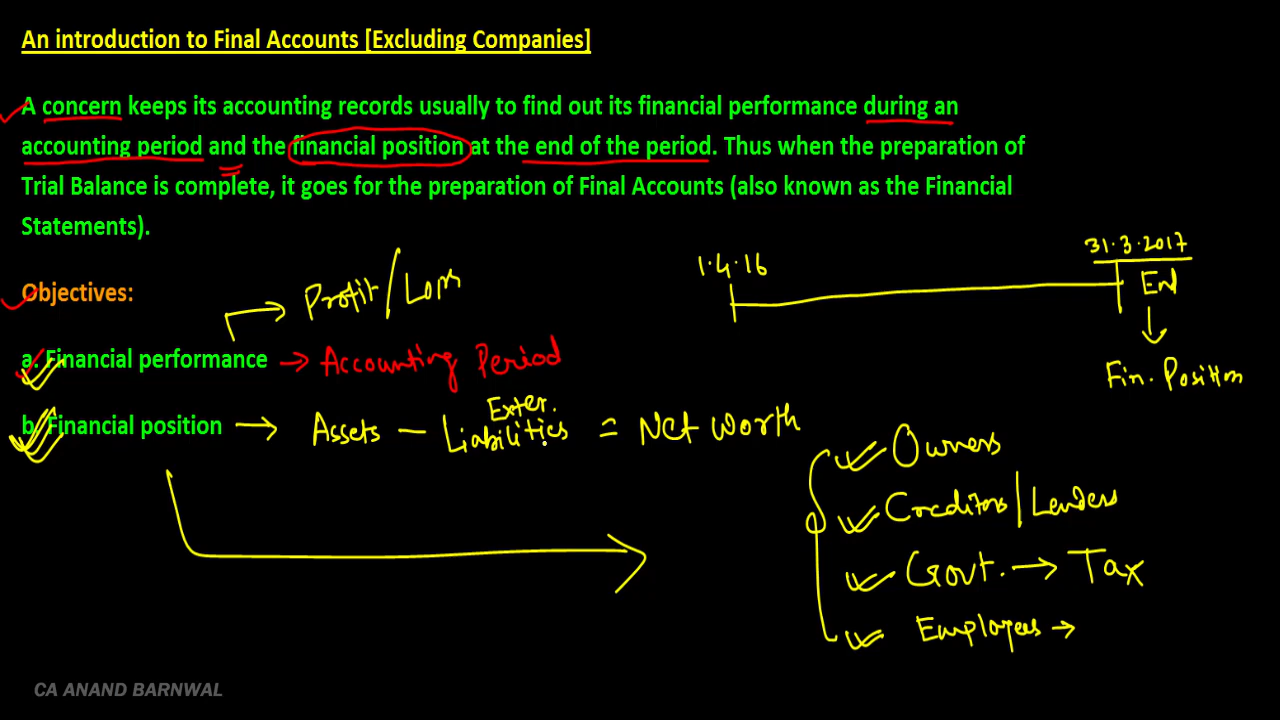 An introduction to Final Accounts [Excluding Companies]
A concern keeps its accounting records usually to find out its financial performance during an
accounting period and the financial position at the end of the period. Thus when the preparation of
Trial Balance is complete, it goes for the preparation of Final Accounts (also known as the Financial
Statements).
1.4.16
31.3.2017
End
Fin. Position
Objectives:
Profit/Loss
a. Financial performance → Accounting Period
b. Financial position → Assets — Liabilities = Net Worth
Exter.
Owners
Creditors/Lenders
Govt. → Tax
Employees →
CA ANAND BARNWAL